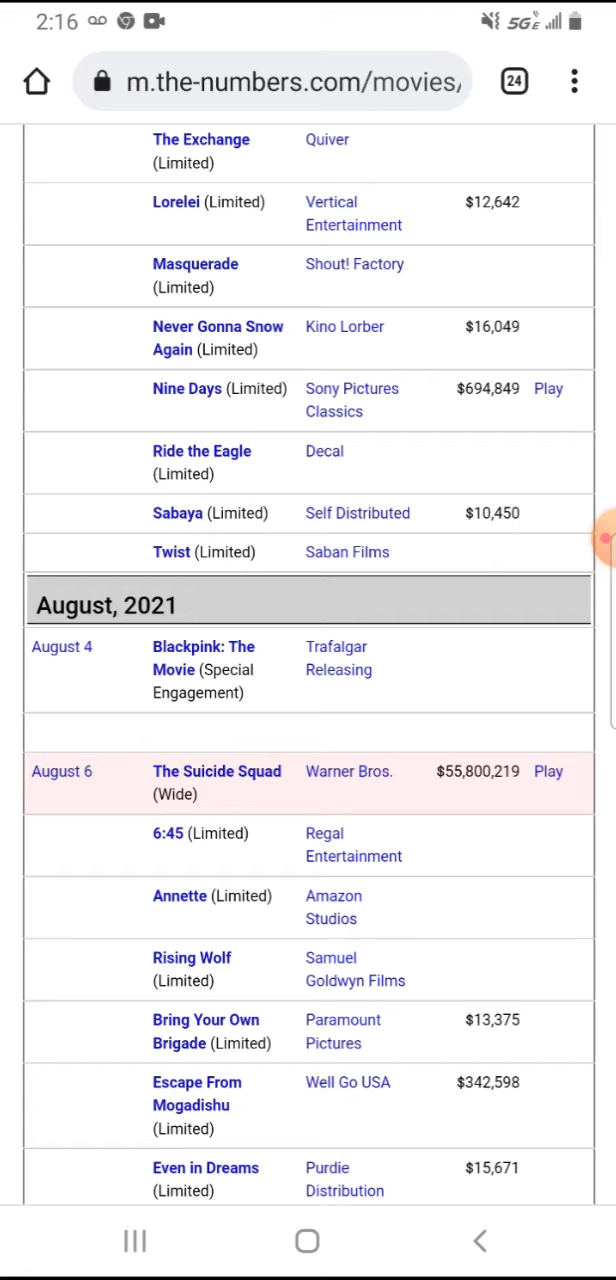 2:16
5GE
m.the-numbers.com/movies/
24
The Exchange Quiver
(Limited)
Lorelei (Limited) Vertical $12,642
Entertainment
Masquerade Shout! Factory
(Limited)
Never Gonna Snow Kino Lorber $16,049
Again (Limited)
Nine Days (Limited) Sony Pictures $694,849 Play
Classics
Ride the Eagle Decal
(Limited)
Sabaya (Limited) Self Distributed $10,450
Twist (Limited) Saban Films
August, 2021
August 4 Blackpink: The Trafalgar
Movie (Special Releasing
Engagement)
August 6 The Suicide Squad Warner Bros. $55,800,219 Play
(Wide)
6:45 (Limited) Regal
Entertainment
Annette (Limited) Amazon
Studios
Rising Wolf Samuel
(Limited) Goldwyn Films
Bring Your Own Paramount $13,375
Brigade (Limited) Pictures
Escape From Well Go USA $342,598
Mogadishu
(Limited)
Even in Dreams Purdie $15,671
(Limited) Distribution